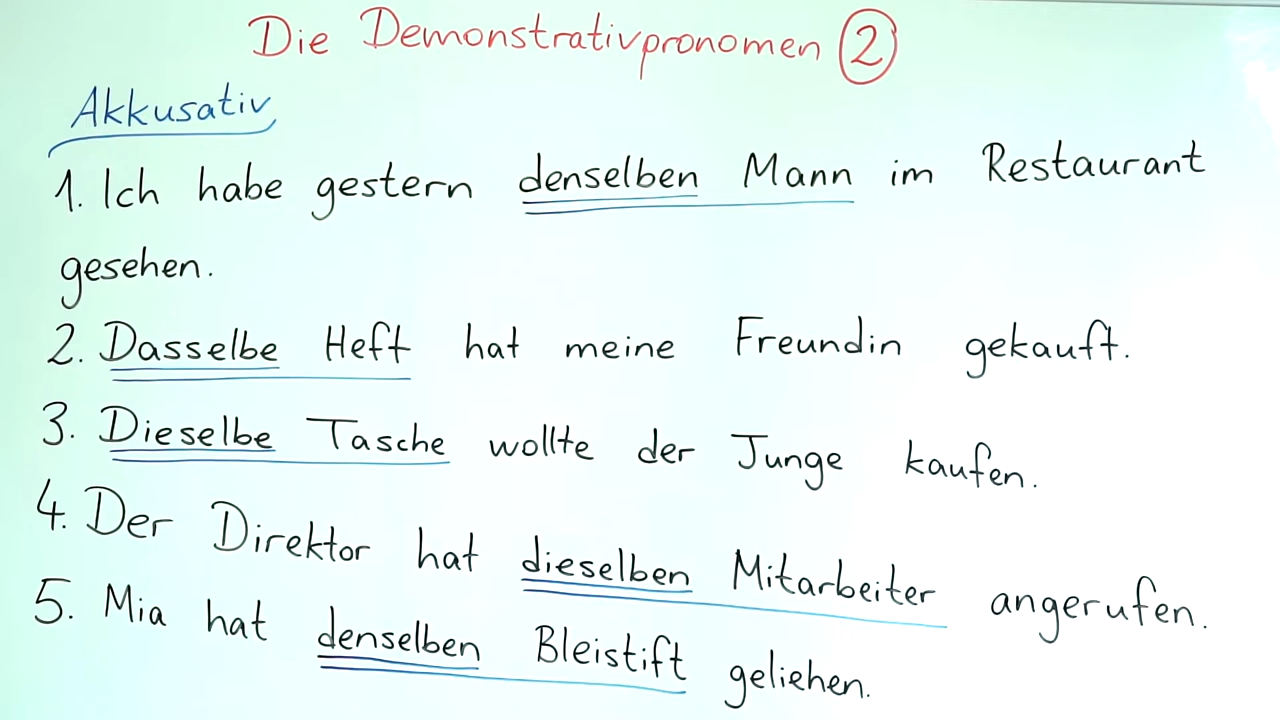 Die Demonstrativpronomen 2
Akkusativ
1. Ich habe gestern denselben Mann im Restaurant
gesehen.
2. Dasselbe Heft hat meine Freundin gekauft.
3. Dieselbe Tasche wollte der Junge kaufen.
4. Der Direktor hat dieselben Mitarbeiter angerufen.
5. Mia hat denselben Bleistift geliehen.